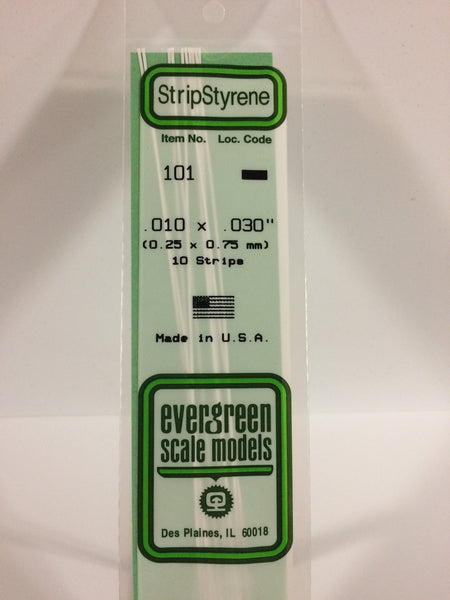 StripStyrene
Item No. Loc. Code
101
.010 x .030"
(0.25 x 0.75 mm)
10 Strips
Made in U.S.A.
evergreen
scale models
Des Plaines, IL 60018